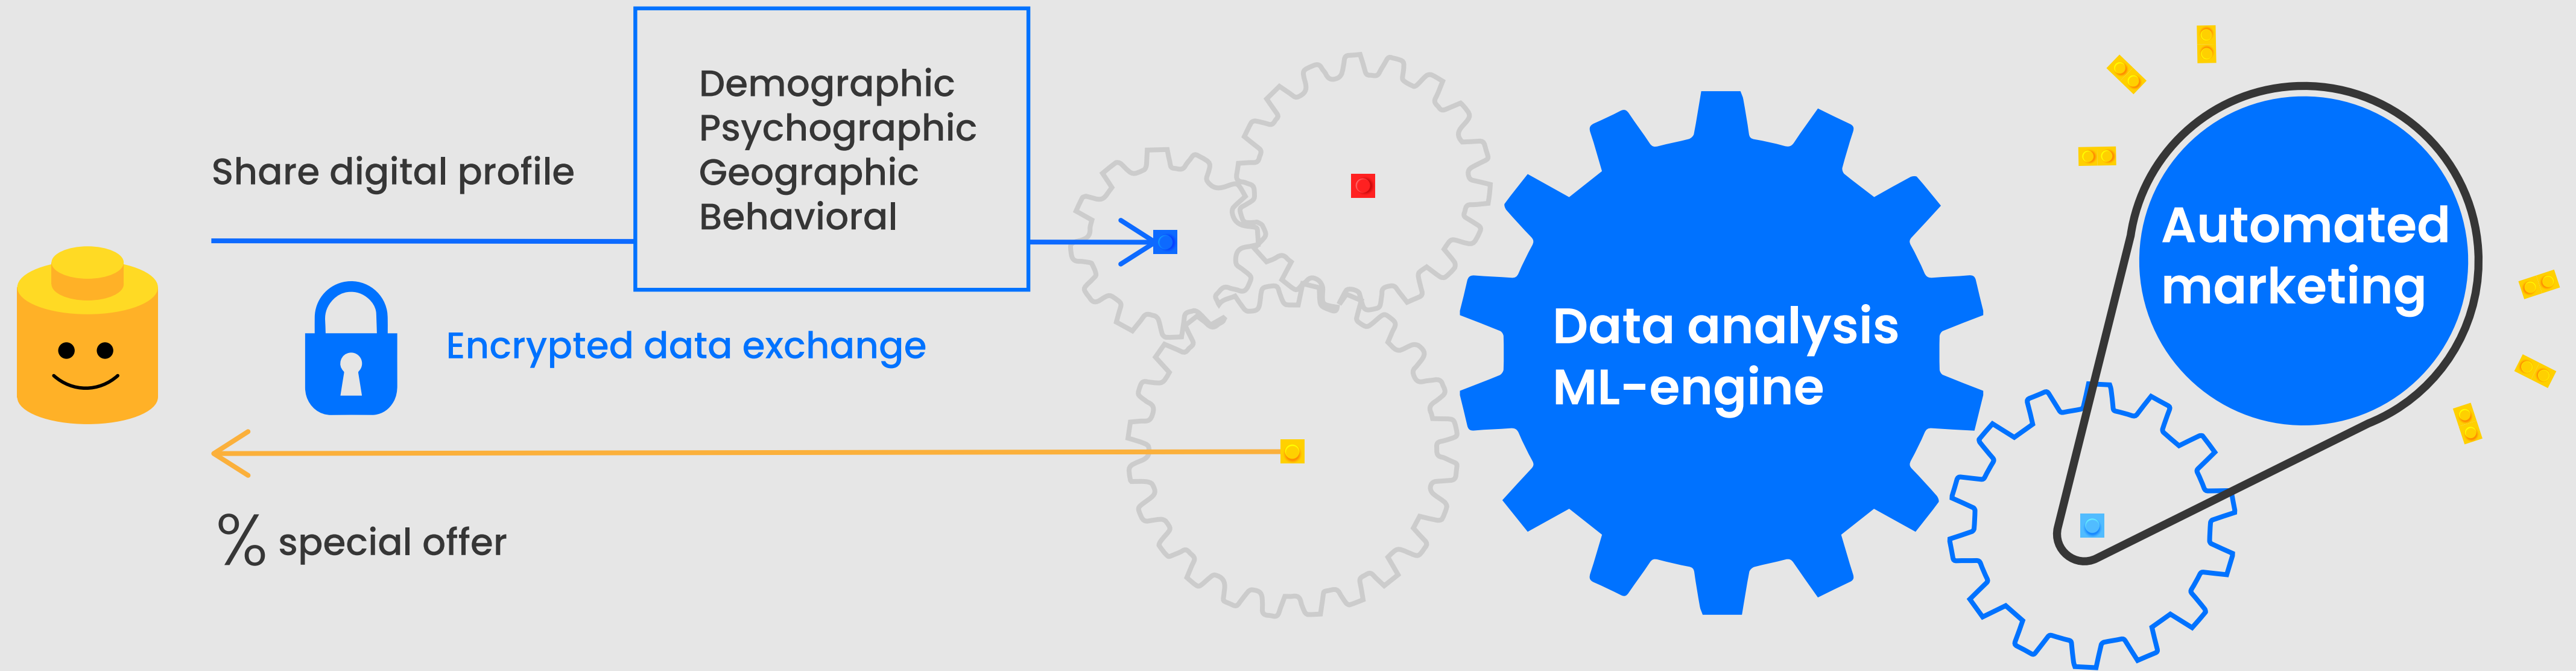 Share digital profile
Demographic
Psychographic
Geographic
Behavioral
Encrypted data exchange
% special offer
Data analysis
ML-engine
Automated
marketing